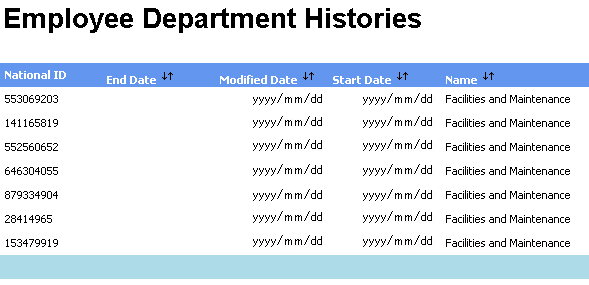 Employee Department Histories
National ID End Date ↓↑ Modified Date ↓↑ Start Date ↓↑ Name ↓↑
553069203 yyyy/mm/dd yyyy/mm/dd Facilities and Maintenance
141165819 yyyy/mm/dd yyyy/mm/dd Facilities and Maintenance
552560652 yyyy/mm/dd yyyy/mm/dd Facilities and Maintenance
646304055 yyyy/mm/dd yyyy/mm/dd Facilities and Maintenance
879334904 yyyy/mm/dd yyyy/mm/dd Facilities and Maintenance
28414965 yyyy/mm/dd yyyy/mm/dd Facilities and Maintenance
153479919 yyyy/mm/dd yyyy/mm/dd Facilities and Maintenance